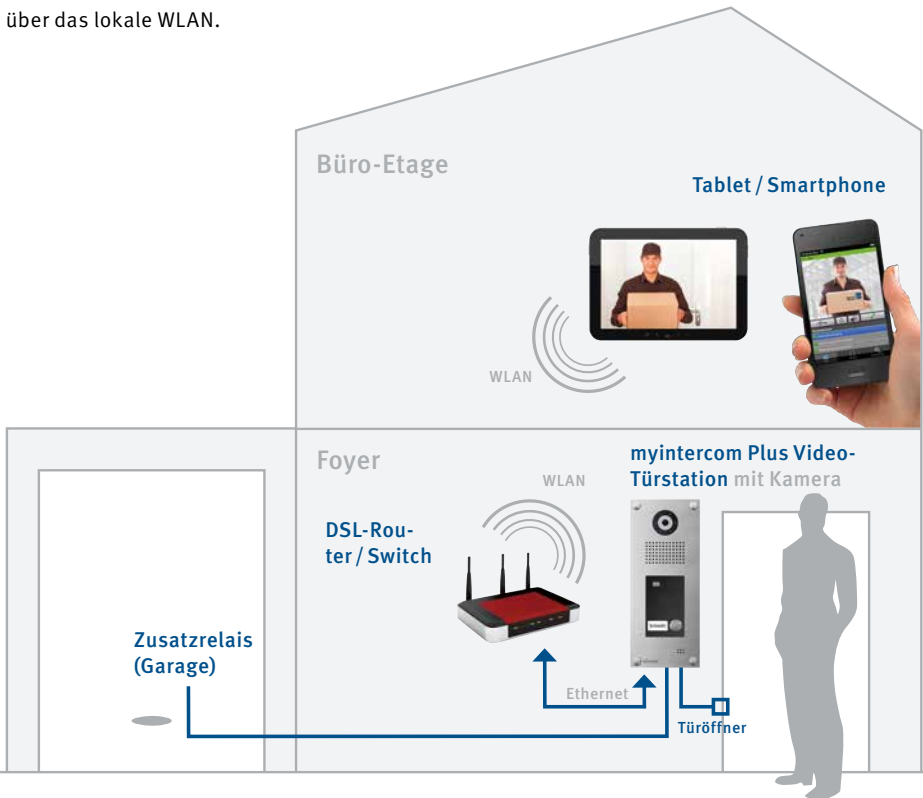 über das lokale WLAN.
Büro-Etage
Tablet / Smartphone
WLAN
Foyer
WLAN
myintercom Plus Video-
Türstation mit Kamera
DSL-Rou-
ter / Switch
Zusatzrelais
(Garage)
Ethernet
Türöffner